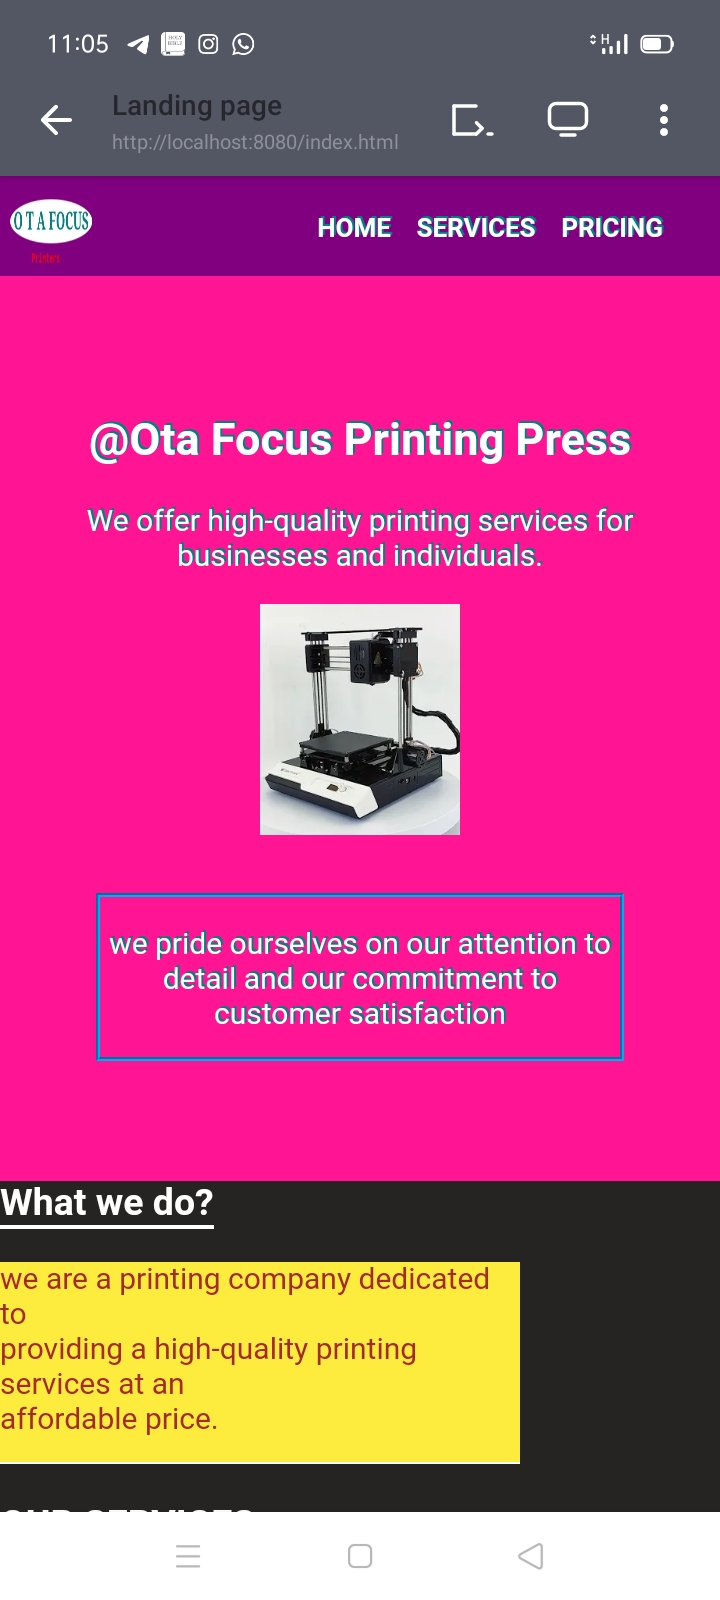 11:05
Landing page
http://localhost:8080/index.html
OTA FOCUS
Printers
HOME SERVICES PRICING
@Ota Focus Printing Press
We offer high-quality printing services for
businesses and individuals.
we pride ourselves on our attention to
detail and our commitment to
customer satisfaction
What we do?
we are a printing company dedicated
to
providing a high-quality printing
services at an
affordable price.
OUR SERVICES